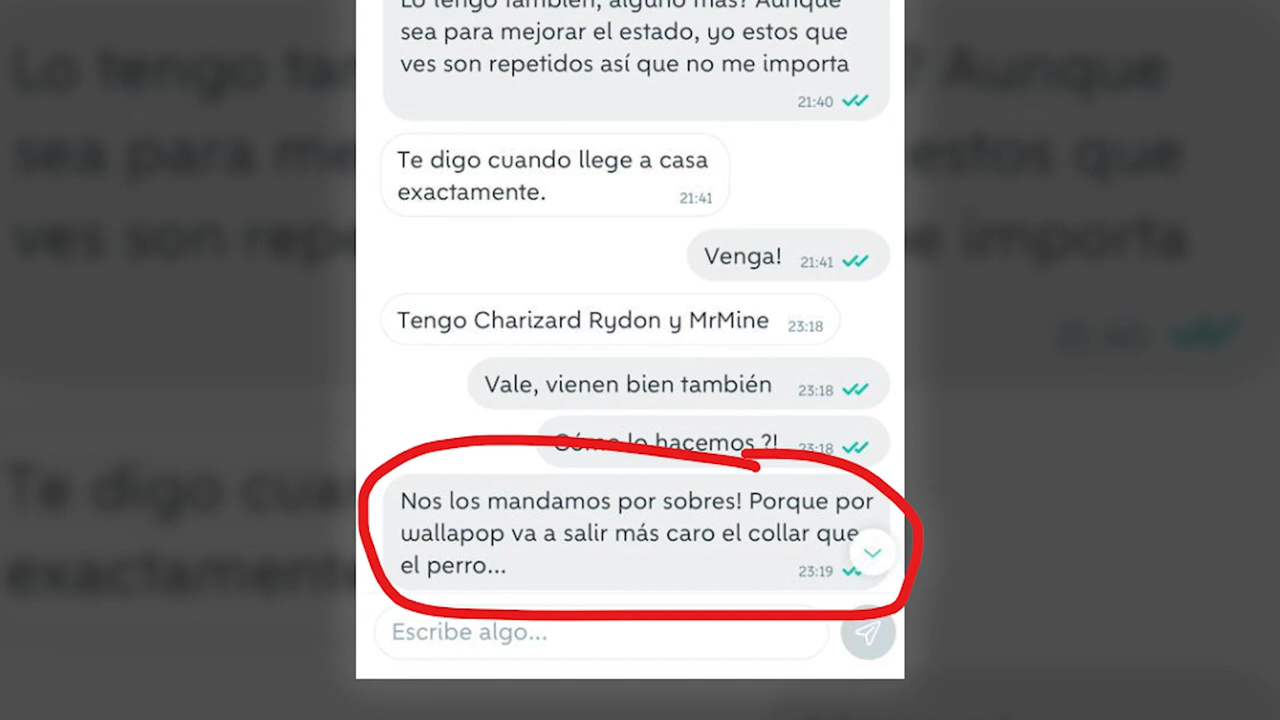 Lo tengo también, alguno más? Aunque
sea para mejorar el estado, yo estos que
ves son repetidos así que no me importa
21:40
Te digo cuando llege a casa
exactamente.
21:41
Venga! 21:41
Tengo Charizard Rydon y MrMine 23:18
Vale, vienen bien también 23:18
Cómo lo hacemos ?! 23:18
Nos los mandamos por sobres! Porque por
wallapop va a salir más caro el collar que
el perro...
23:19
Escribe algo...